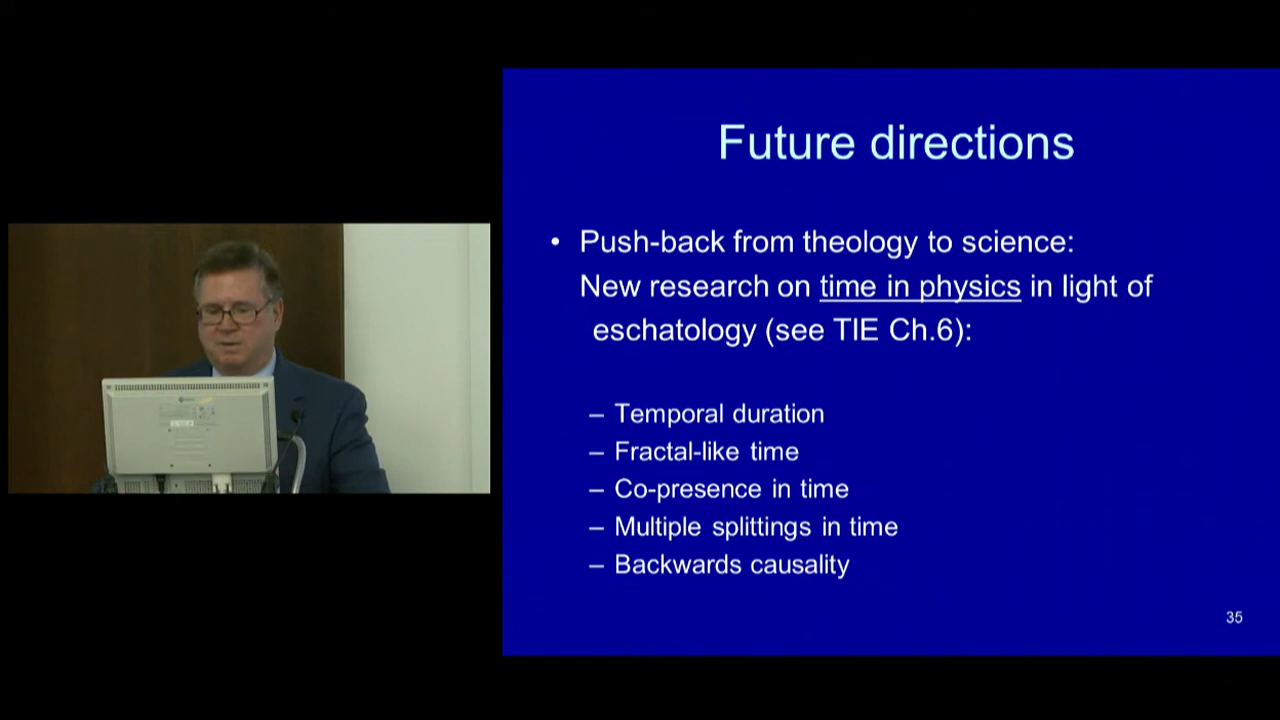 Future directions
• Push-back from theology to science:
New research on time in physics in light of
eschatology (see TIE Ch.6):
– Temporal duration
– Fractal-like time
– Co-presence in time
– Multiple splittings in time
– Backwards causality
35